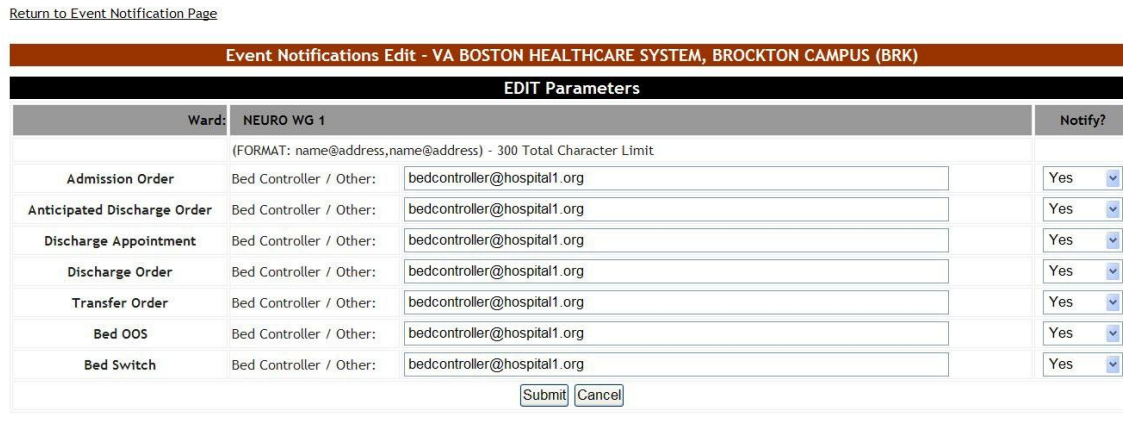 Return to Event Notification Page
Event Notifications Edit - VA BOSTON HEALTHCARE SYSTEM, BROCKTON CAMPUS (BRK)
EDIT Parameters
Ward: NEURO WG 1 Notify?
(FORMAT: name@address,name@address) - 300 Total Character Limit
Admission Order Bed Controller / Other: bedcontroller@hospital1.org Yes
Anticipated Discharge Order Bed Controller / Other: bedcontroller@hospital1.org Yes
Discharge Appointment Bed Controller / Other: bedcontroller@hospital1.org Yes
Discharge Order Bed Controller / Other: bedcontroller@hospital1.org Yes
Transfer Order Bed Controller / Other: bedcontroller@hospital1.org Yes
Bed OOS Bed Controller / Other: bedcontroller@hospital1.org Yes
Bed Switch Bed Controller / Other: bedcontroller@hospital1.org Yes
Submit Cancel